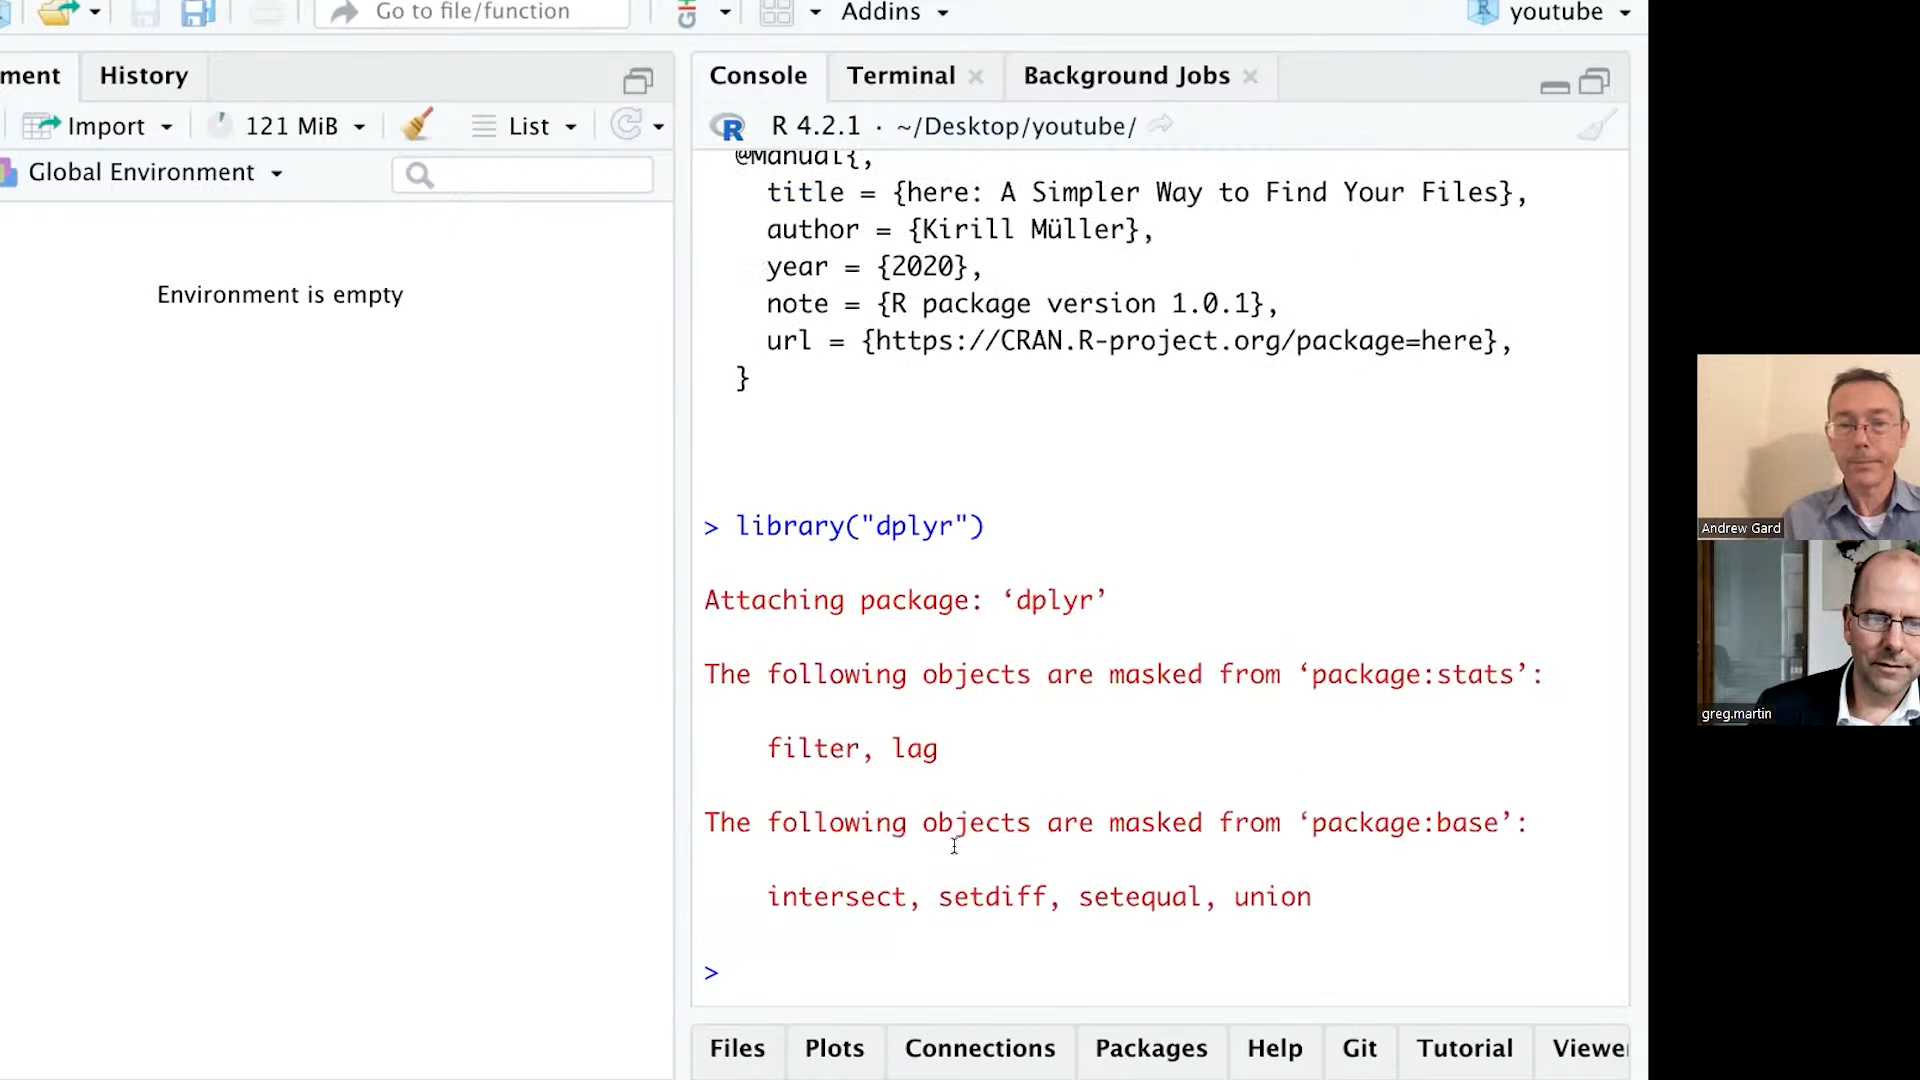 Go to file/function
Addins
youtube
ment
History
Console
Terminal
Background Jobs
Import
121 MiB
List
R 4.2.1 · ~/Desktop/youtube/
Global Environment
@Manual{,
title = {here: A Simpler Way to Find Your Files},
author = {Kirill Müller},
year = {2020},
note = {R package version 1.0.1},
url = {https://CRAN.R-project.org/package=here},
}
Environment is empty
> library("dplyr")
Attaching package: ‘dplyr’
The following objects are masked from ‘package:stats’:
filter, lag
The following objects are masked from ‘package:base’:
intersect, setdiff, setequal, union
>
Files
Plots
Connections
Packages
Help
Git
Tutorial
Viewe
Andrew Gard
greg.martin